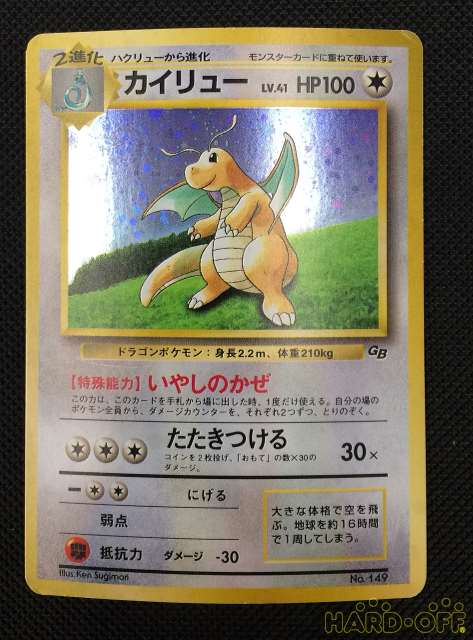 2進化 ハクリューから進化 モンスターカードに重ねて使います。
カイリュー LV.41 HP100
ドラゴンポケモン：身長2.2m、体重210kg
GB
【特殊能力】いやしのかぜ
この力は、このカードを手札から場に出した時、1度だけ使える。自分の場の
ポケモン全員から、ダメージカウンターを、それぞれ2つずつ、とりのぞく。
たたきつける 30×
コインを2枚投げ、「おもて」の数×30の
ダメージ。
にげる
弱点
抵抗力 ダメージ -30
大きな体格で空を飛
ぶ。地球を約16時間
で1周してしまう。
Illus. Ken Sugimori
No.149
HARD-OFF